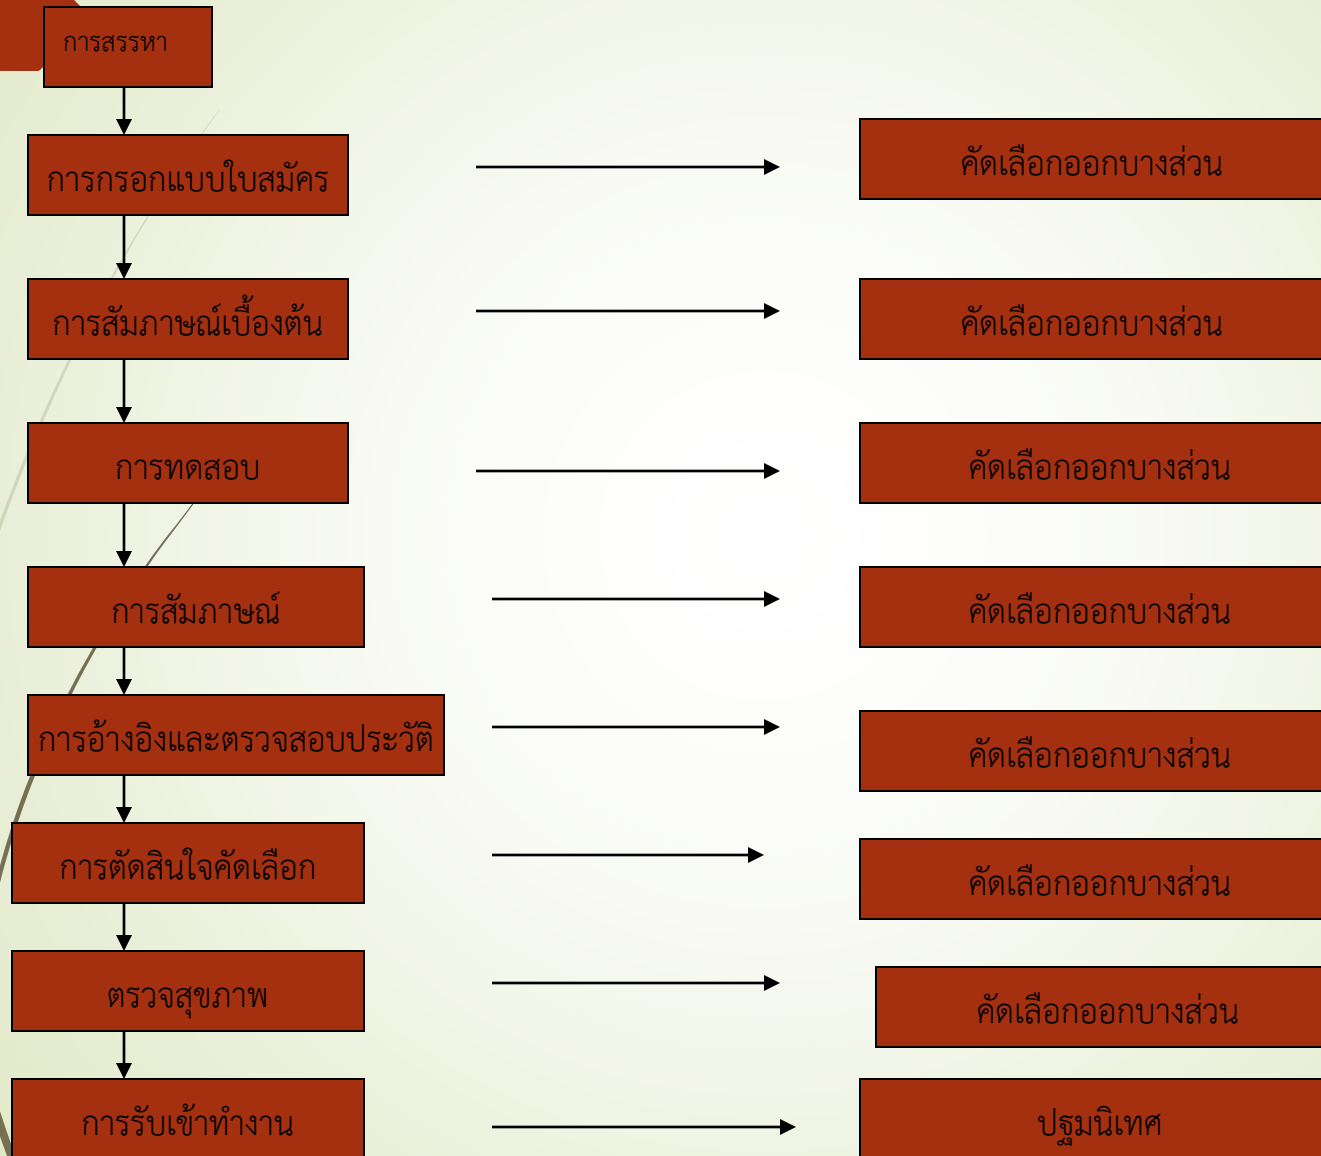 การสรรหา
การกรอกแบบใบสมัคร
คัดเลือกออกบางส่วน
การสัมภาษณ์เบื้องต้น
คัดเลือกออกบางส่วน
การทดสอบ
คัดเลือกออกบางส่วน
การสัมภาษณ์
คัดเลือกออกบางส่วน
การอ้างอิงและตรวจสอบประวัติ
คัดเลือกออกบางส่วน
การตัดสินใจคัดเลือก
คัดเลือกออกบางส่วน
ตรวจสุขภาพ
คัดเลือกออกบางส่วน
การรับเข้าทำงาน
ปฐมนิเทศ